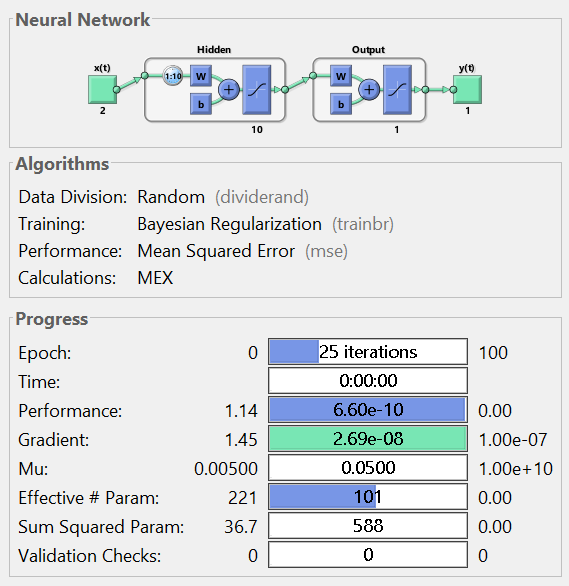 Neural Network
Hidden
Output
x(t)
y(t)
1:10
W
b
+
W
b
+
2
10
1
1
Algorithms
Data Division: Random (dividerand)
Training: Bayesian Regularization (trainbr)
Performance: Mean Squared Error (mse)
Calculations: MEX
Progress
Epoch: 0 25 iterations 100
Time: 0:00:00
Performance: 1.14 6.60e-10 0.00
Gradient: 1.45 2.69e-08 1.00e-07
Mu: 0.00500 0.0500 1.00e+10
Effective # Param: 221 101 0.00
Sum Squared Param: 36.7 588 0.00
Validation Checks: 0 0 0